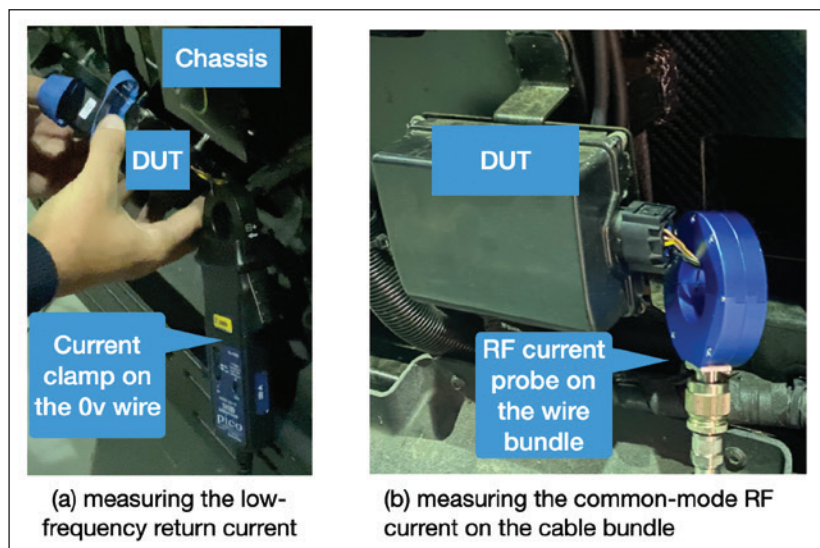 Chassis
DUT
Current
clamp on
the 0v wire
pico
DUT
RF current
probe on
the wire
bundle
(a) measuring the low-
frequency return current
(b) measuring the common-mode RF
current on the cable bundle